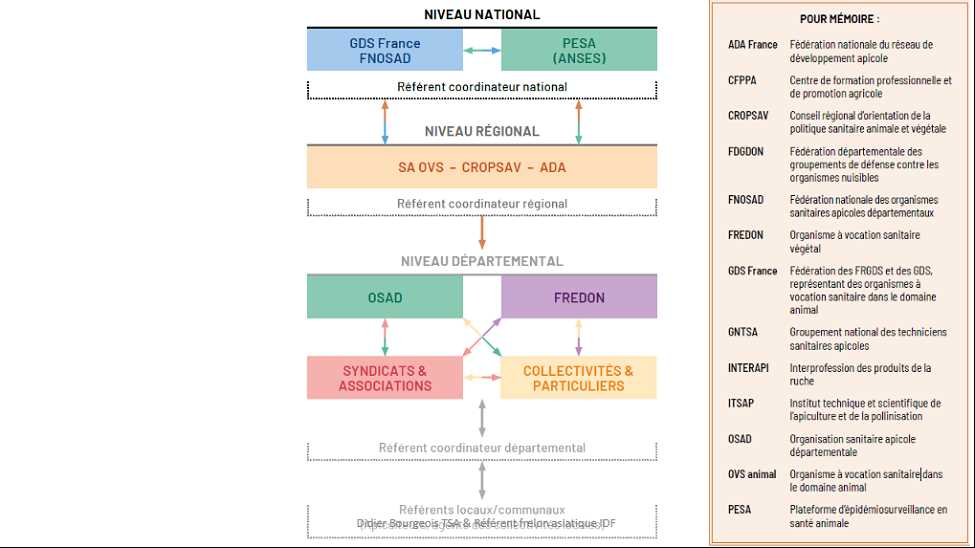 NIVEAU NATIONAL
GDS France
FNOSAD
PESA
(ANSES)
Référent coordinateur national
NIVEAU RÉGIONAL
SA OVS – CROPSAV – ADA
Référent coordinateur régional
NIVEAU DÉPARTEMENTAL
OSAD
FREDON
SYNDICATS &
ASSOCIATIONS
COLLECTIVITÉS &
PARTICULIERS
Référent coordinateur départemental
Référents locaux/communaux
Didier Bourgeois TSA & Référent frelon asiatique IDF
POUR MÉMOIRE :
ADA France Fédération nationale du réseau de
développement apicole
CFPPA Centre de formation professionnelle et
de promotion agricole
CROPSAV Conseil régional d'orientation de la
politique sanitaire animale et végétale
FDGDON Fédération départementale des
groupements de défense contre les
organismes nuisibles
FNOSAD Fédération nationale des organismes
sanitaires apicoles départementaux
FREDON Organisme à vocation sanitaire
végétal
GDS France Fédération des FRGDS et des GDS,
représentant des organismes à
vocation sanitaire dans le domaine
animal
GNTSA Groupement national des techniciens
sanitaires apicoles
INTERAPI Interprofession des produits de la
ruche
ITSAP Institut technique et scientifique de
l'apiculture et de la pollinisation
OSAD Organisation sanitaire apicole
départementale
OVS animal Organisme à vocation sanitaire dans
le domaine animal
PESA Plateforme d'épidémiosurveillance en
santé animale